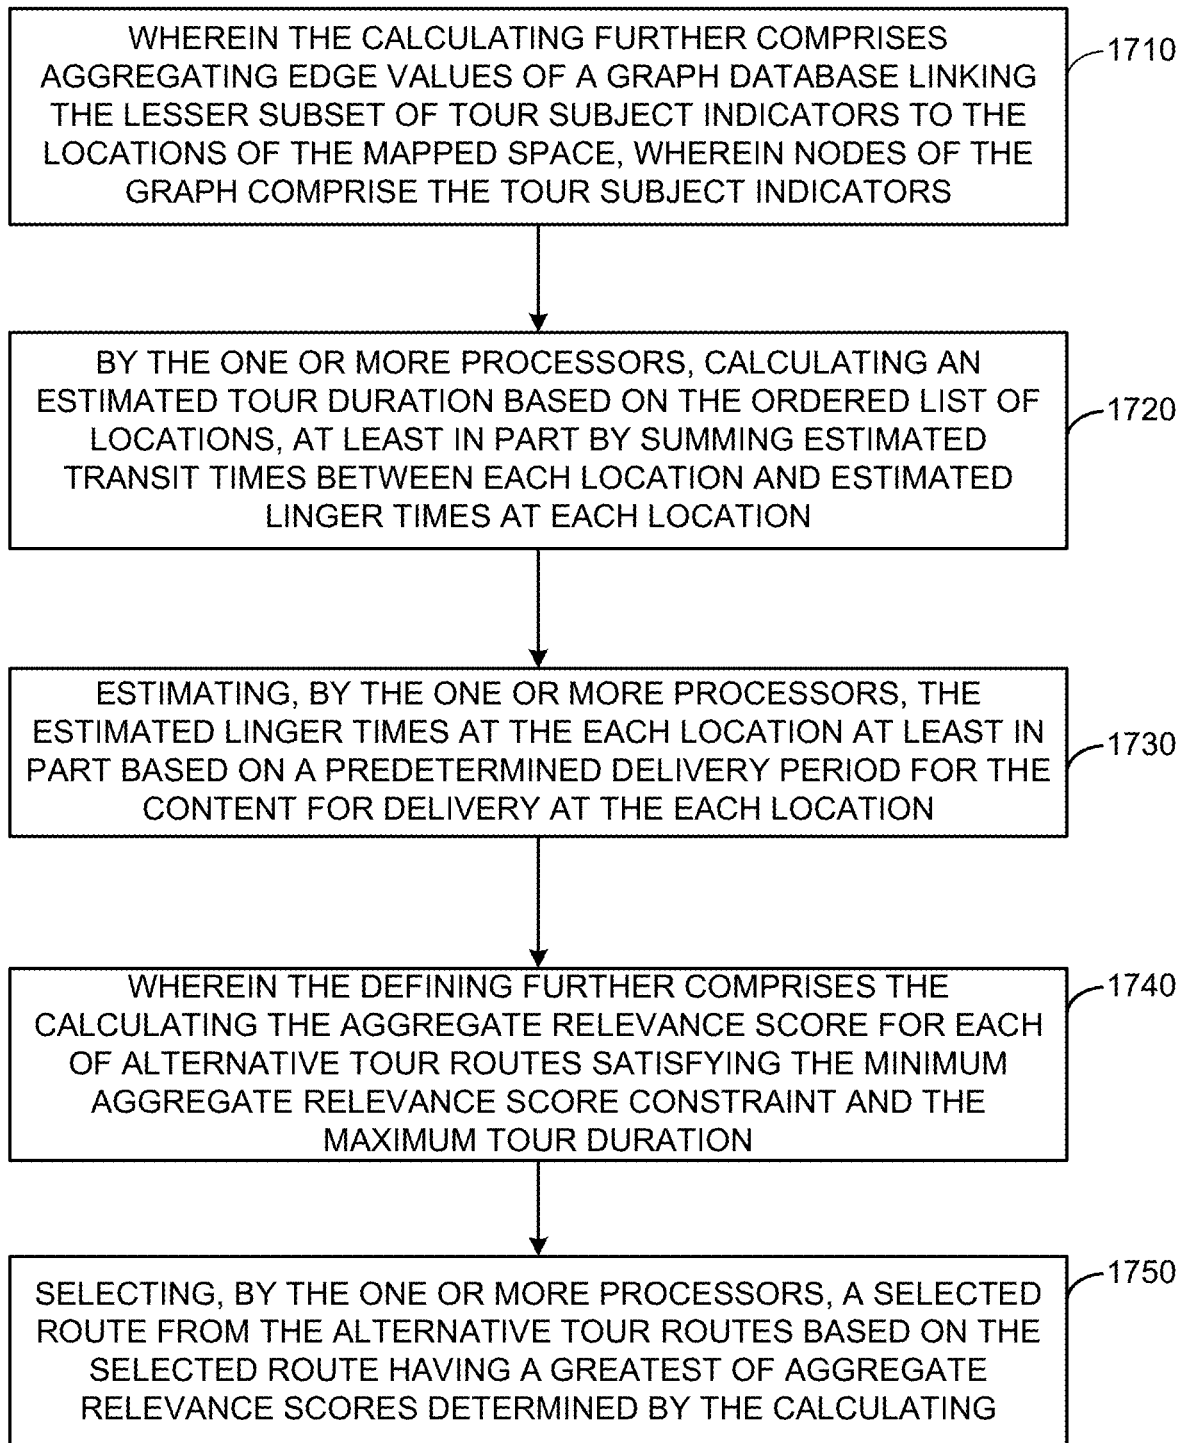 WHEREIN THE CALCULATING FURTHER COMPRISES
AGGREGATING EDGE VALUES OF A GRAPH DATABASE LINKING
THE LESSER SUBSET OF TOUR SUBJECT INDICATORS TO THE
LOCATIONS OF THE MAPPED SPACE, WHEREIN NODES OF THE
GRAPH COMPRISE THE TOUR SUBJECT INDICATORS
1710
BY THE ONE OR MORE PROCESSORS, CALCULATING AN
ESTIMATED TOUR DURATION BASED ON THE ORDERED LIST OF
LOCATIONS, AT LEAST IN PART BY SUMMING ESTIMATED
TRANSIT TIMES BETWEEN EACH LOCATION AND ESTIMATED
LINGER TIMES AT EACH LOCATION
1720
ESTIMATING, BY THE ONE OR MORE PROCESSORS, THE
ESTIMATED LINGER TIMES AT THE EACH LOCATION AT LEAST IN
PART BASED ON A PREDETERMINED DELIVERY PERIOD FOR THE
CONTENT FOR DELIVERY AT THE EACH LOCATION
1730
WHEREIN THE DEFINING FURTHER COMPRISES THE
CALCULATING THE AGGREGATE RELEVANCE SCORE FOR EACH
OF ALTERNATIVE TOUR ROUTES SATISFYING THE MINIMUM
AGGREGATE RELEVANCE SCORE CONSTRAINT AND THE
MAXIMUM TOUR DURATION
1740
SELECTING, BY THE ONE OR MORE PROCESSORS, A SELECTED
ROUTE FROM THE ALTERNATIVE TOUR ROUTES BASED ON THE
SELECTED ROUTE HAVING A GREATEST OF AGGREGATE
RELEVANCE SCORES DETERMINED BY THE CALCULATING
1750